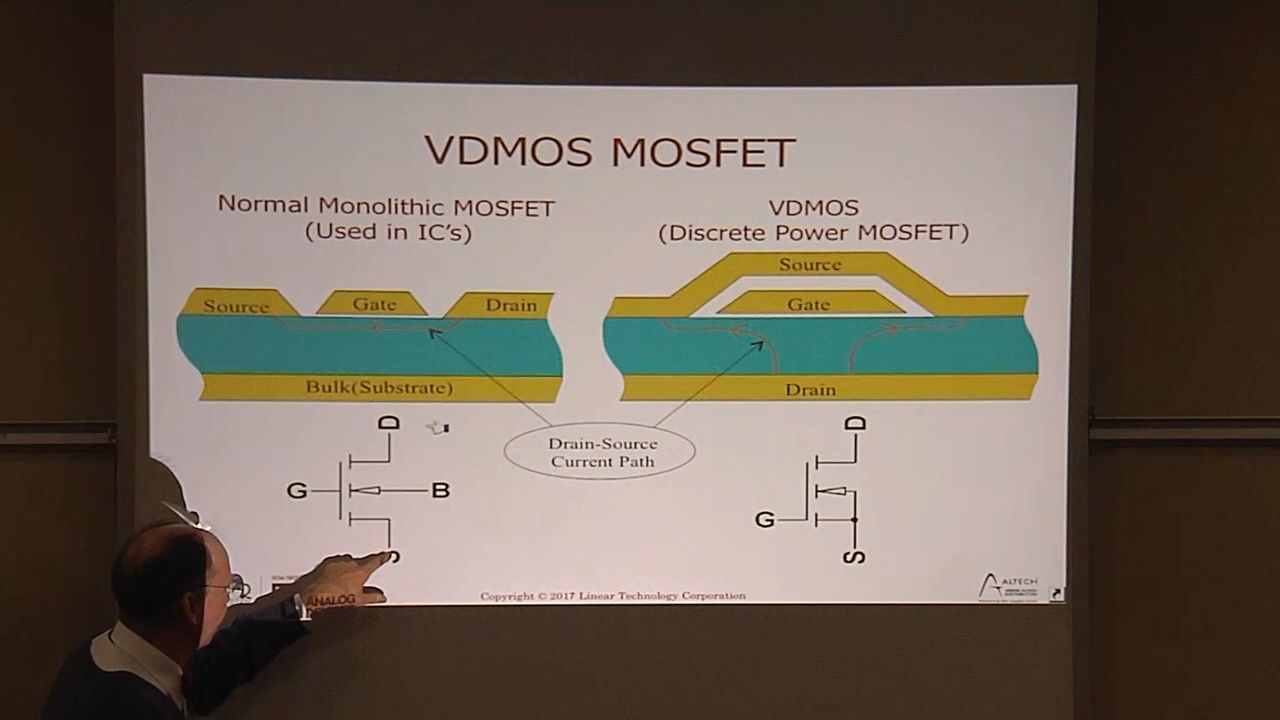 VDMOS MOSFET
Normal Monolithic MOSFET
(Used in IC's)
Source
Gate
Drain
Bulk(Substrate)
VDMOS
(Discrete Power MOSFET)
Source
Gate
Drain
Drain-Source
Current Path
D
G
B
S
D
G
S
ANALOG
Copyright © 2017 Linear Technology Corporation
ALTECH